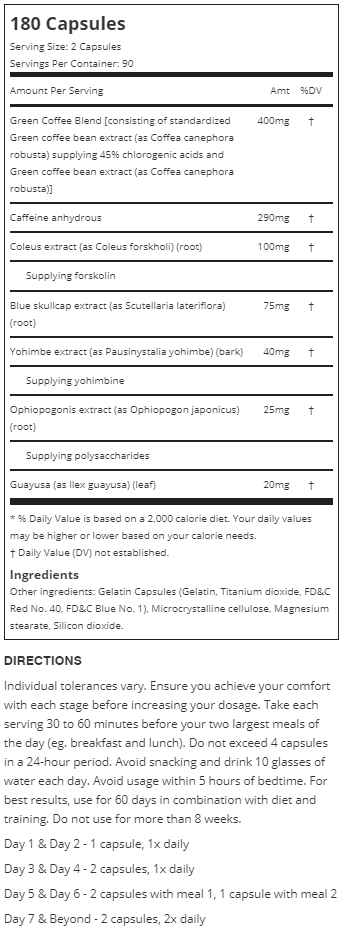 180 Capsules
Serving Size: 2 Capsules
Servings Per Container: 90
Amount Per Serving Amt %DV
Green Coffee Blend [consisting of standardized 400mg †
Green coffee bean extract (as Coffea canephora
robusta) supplying 45% chlorogenic acids and
Green coffee bean extract (as Coffea canephora
robusta)]
Caffeine anhydrous 290mg †
Coleus extract (as Coleus forskholi) (root) 100mg †
Supplying forskolin
Blue skullcap extract (as Scutellaria lateriflora) 75mg †
(root)
Yohimbe extract (as Pausinystalia yohimbe) (bark) 40mg †
Supplying yohimbine
Ophiopogonis extract (as Ophiopogon japonicus) 25mg †
(root)
Supplying polysaccharides
Guayusa (as Ilex guayusa) (leaf) 20mg †
* % Daily Value is based on a 2,000 calorie diet. Your daily values
may be higher or lower based on your calorie needs.
† Daily Value (DV) not established.
Ingredients
Other ingredients: Gelatin Capsules (Gelatin, Titanium dioxide, FD&C
Red No. 40, FD&C Blue No. 1), Microcrystalline cellulose, Magnesium
stearate, Silicon dioxide.
DIRECTIONS
Individual tolerances vary. Ensure you achieve your comfort
with each stage before increasing your dosage. Take each
serving 30 to 60 minutes before your two largest meals of
the day (eg. breakfast and lunch). Do not exceed 4 capsules
in a 24-hour period. Avoid snacking and drink 10 glasses of
water each day. Avoid usage within 5 hours of bedtime. For
best results, use for 60 days in combination with diet and
training. Do not use for more than 8 weeks.
Day 1 & Day 2 - 1 capsule, 1x daily
Day 3 & Day 4 - 2 capsules, 1x daily
Day 5 & Day 6 - 2 capsules with meal 1, 1 capsule with meal 2
Day 7 & Beyond - 2 capsules, 2x daily